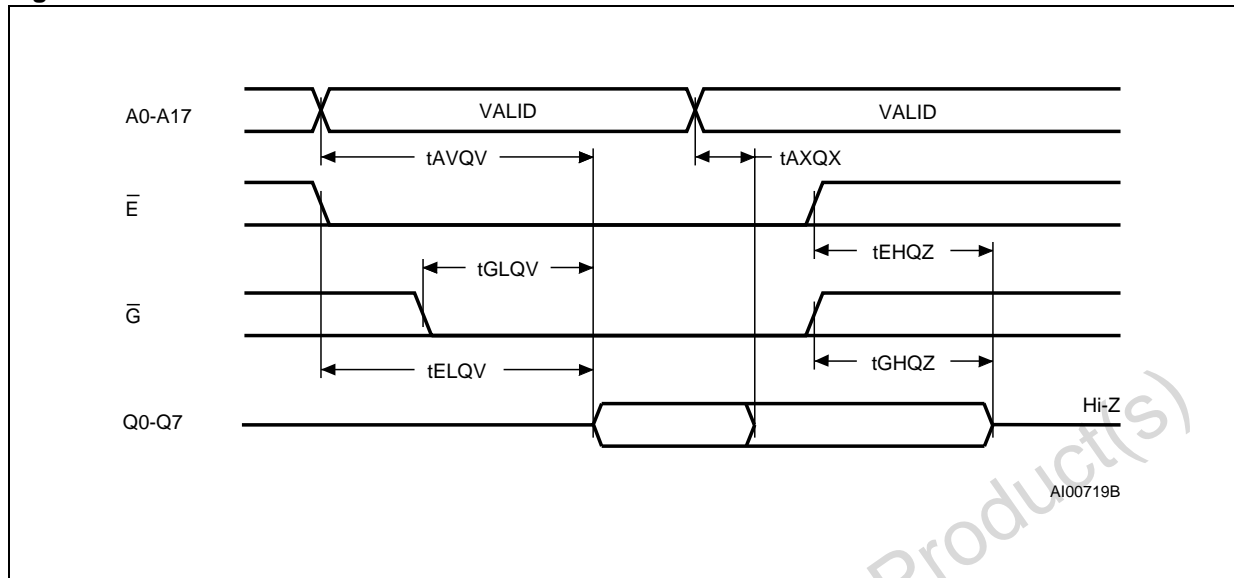 A0-A17
VALID
VALID
tAVQV
tAXQX
E̅
tEHQZ
tGLQV
G̅
tELQV
tGHQZ
Q0-Q7
Hi-Z
AI00719B
Product(s)